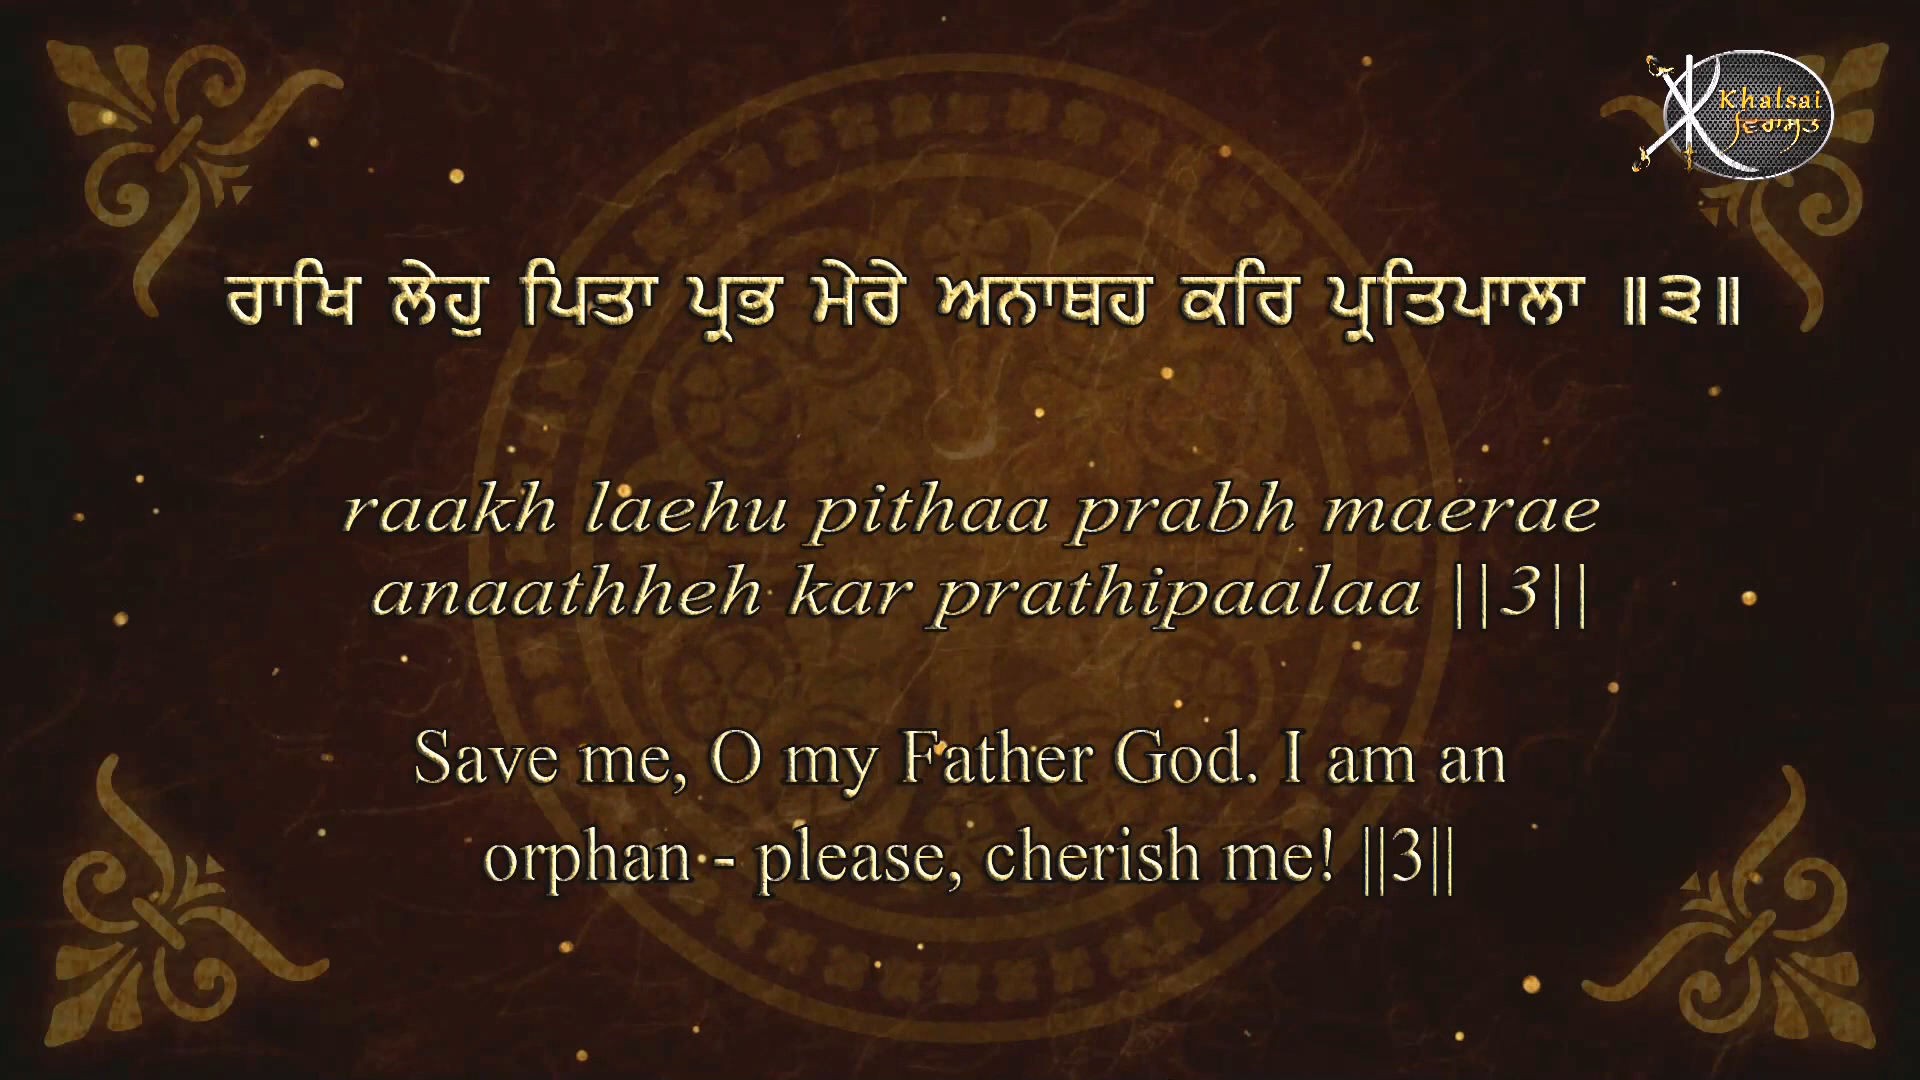 Khalsai
ਵਿਰਾਸਤ
ਰਾਖਿ ਲੇਹੁ ਪਿਤਾ ਪ੍ਰਭ ਮੇਰੇ ਅਨਾਥਹ ਕਰਿ ਪ੍ਰਤਿਪਾਲਾ ॥੩॥
raakh laehu pithaa prabh maerae
anaathheh kar prathipaalaa ||3||
Save me, O my Father God. I am an
orphan - please, cherish me! ||3||